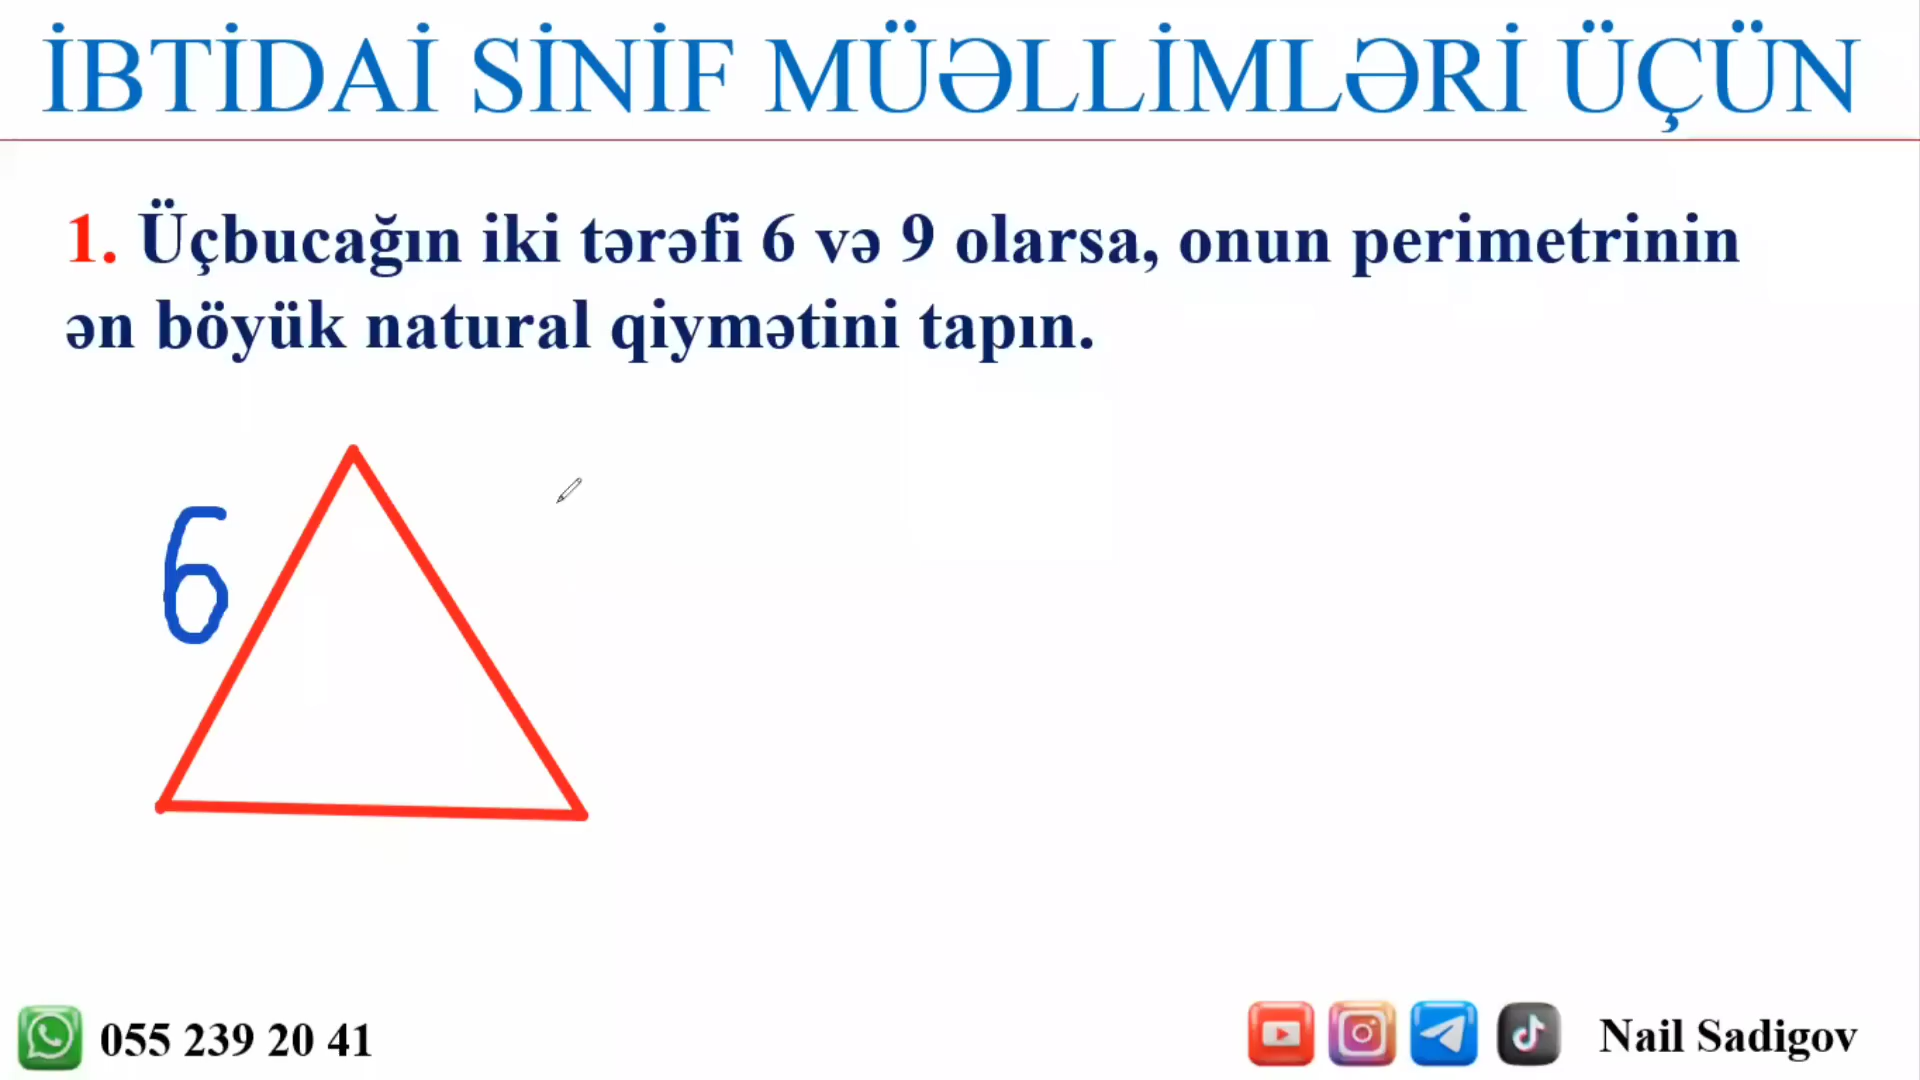 İBTİDAİ SİNİF MÜƏLLİMLƏRİ ÜÇÜN
1. Üçbucağın iki tərəfi 6 və 9 olarsa, onun perimetrinin
ən böyük natural qiymətini tapın.
6
055 239 20 41
Nail Sadigov